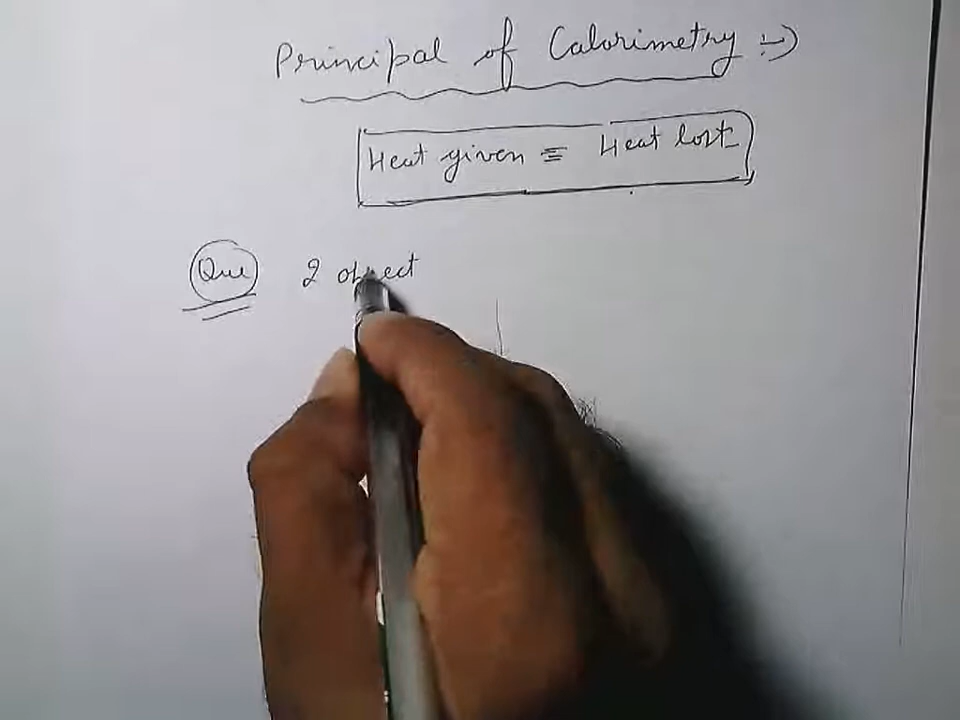 Principal of Calorimetry :-)
Heat given = Heat lost
Que 2 object